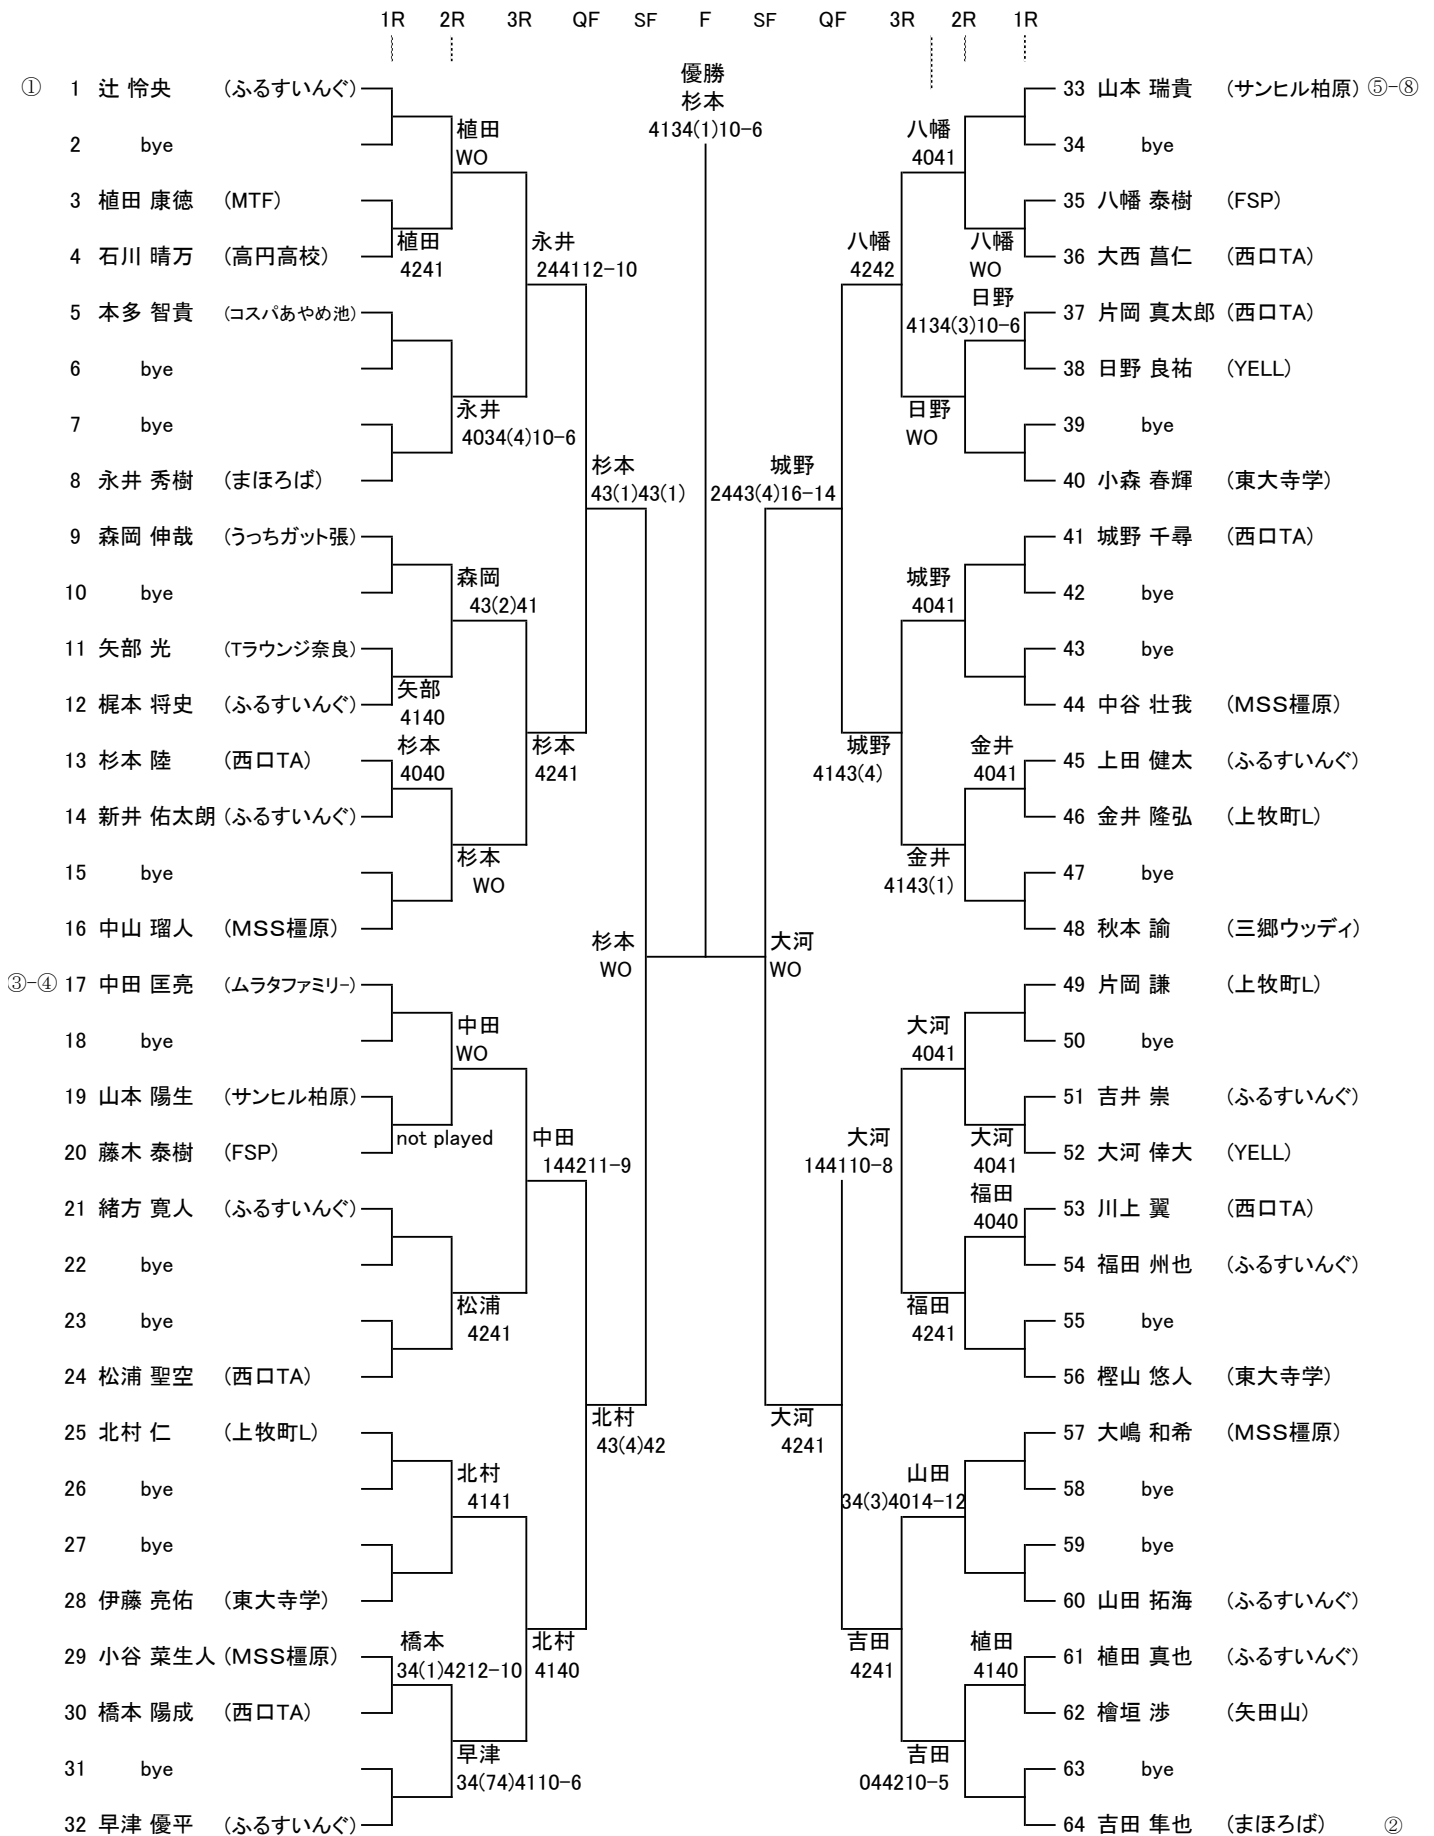 1R 2R 3R QF SF F SF QF 3R 2R 1R
優勝
杉本
4134(1)10-6
① 1 辻 怜央 (ふるすいんぐ)
2 bye
3 植田 康徳 (MTF)
4 石川 晴万 (高円高校)
5 本多 智貴 (コスパあやめ池)
6 bye
7 bye
8 永井 秀樹 (まほろば)
9 森岡 伸哉 (うっちガット張)
10 bye
11 矢部 光 (Tラウンジ奈良)
12 梶本 将史 (ふるすいんぐ)
13 杉本 陸 (西口TA)
14 新井 佑太朗 (ふるすいんぐ)
15 bye
16 中山 瑠人 (MSS橿原)
③-④ 17 中田 匡亮 (ムラタファミリー)
18 bye
19 山本 陽生 (サンヒル柏原)
20 藤木 泰樹 (FSP)
21 緒方 寛人 (ふるすいんぐ)
22 bye
23 bye
24 松浦 聖空 (西口TA)
25 北村 仁 (上牧町L)
26 bye
27 bye
28 伊藤 亮佑 (東大寺学)
29 小谷 菜生人 (MSS橿原)
30 橋本 陽成 (西口TA)
31 bye
32 早津 優平 (ふるすいんぐ)
植田
4241
矢部
4140
杉本
4040
not played
橋本
34(1)4212-10
植田
WO
永井
4034(4)10-6
森岡
43(2)41
杉本
WO
中田
WO
松浦
4241
北村
4141
早津
34(74)4110-6
永井
244112-10
杉本
4241
中田
144211-9
北村
4140
杉本
43(1)43(1)
北村
43(4)42
杉本
WO
大河
WO
城野
2443(4)16-14
大河
4241
八幡
4242
城野
4143(4)
大河
144110-8
吉田
4241
八幡
4041
日野
WO
城野
4041
金井
4143(1)
大河
4041
福田
4241
山田
34(3)4014-12
吉田
044210-5
八幡
WO
日野
4134(3)10-6
金井
4041
大河
4041
福田
4040
植田
4140
33 山本 瑞貴 (サンヒル柏原) ⑤-⑧
34 bye
35 八幡 泰樹 (FSP)
36 大西 菖仁 (西口TA)
37 片岡 真太郎 (西口TA)
38 日野 良祐 (YELL)
39 bye
40 小森 春輝 (東大寺学)
41 城野 千尋 (西口TA)
42 bye
43 bye
44 中谷 壮我 (MSS橿原)
45 上田 健太 (ふるすいんぐ)
46 金井 隆弘 (上牧町L)
47 bye
48 秋本 諭 (三郷ウッディ)
49 片岡 謙 (上牧町L)
50 bye
51 吉井 崇 (ふるすいんぐ)
52 大河 倖大 (YELL)
53 川上 翼 (西口TA)
54 福田 州也 (ふるすいんぐ)
55 bye
56 樫山 悠人 (東大寺学)
57 大嶋 和希 (MSS橿原)
58 bye
59 bye
60 山田 拓海 (ふるすいんぐ)
61 植田 真也 (ふるすいんぐ)
62 檜垣 渉 (矢田山)
63 bye
64 吉田 隼也 (まほろば) ②